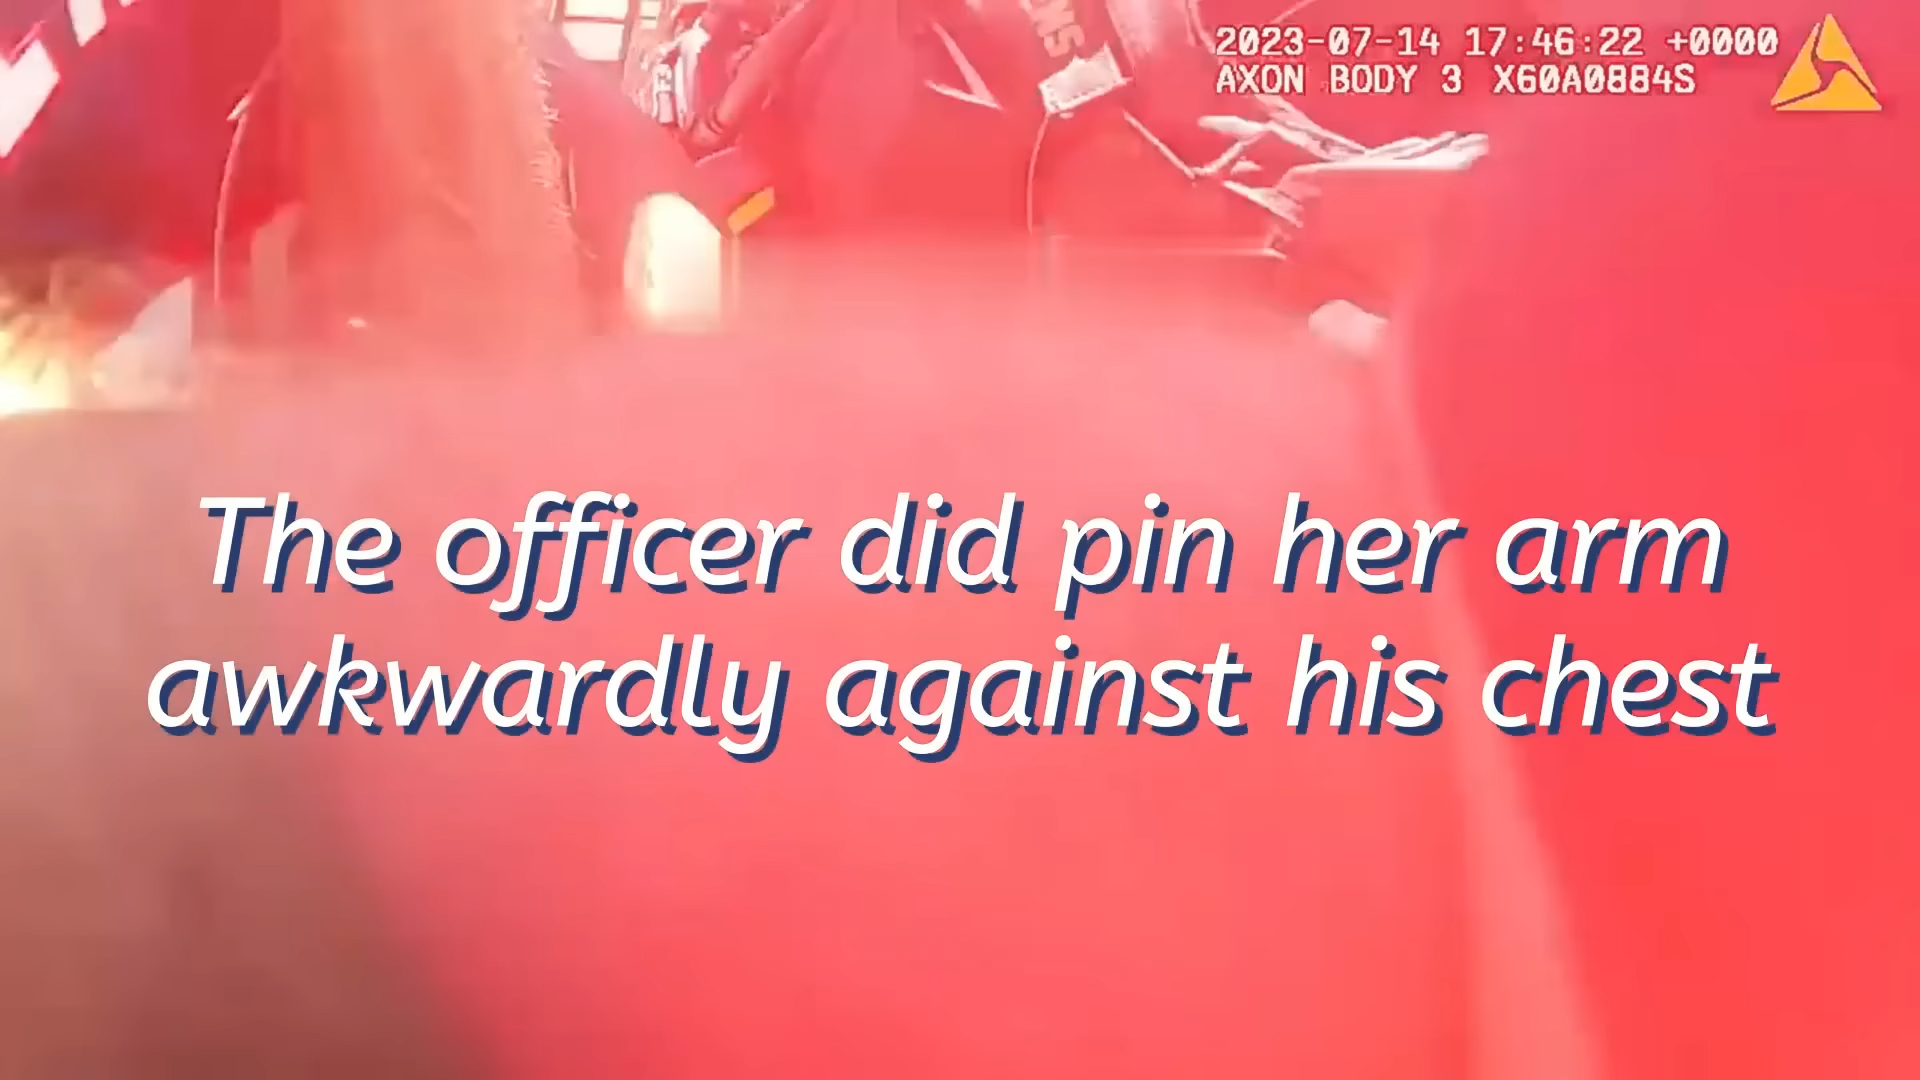 2023-07-14 17:46:22 +0000
AXON BODY 3 X60A0884S
The officer did pin her arm
awkwardly against his chest